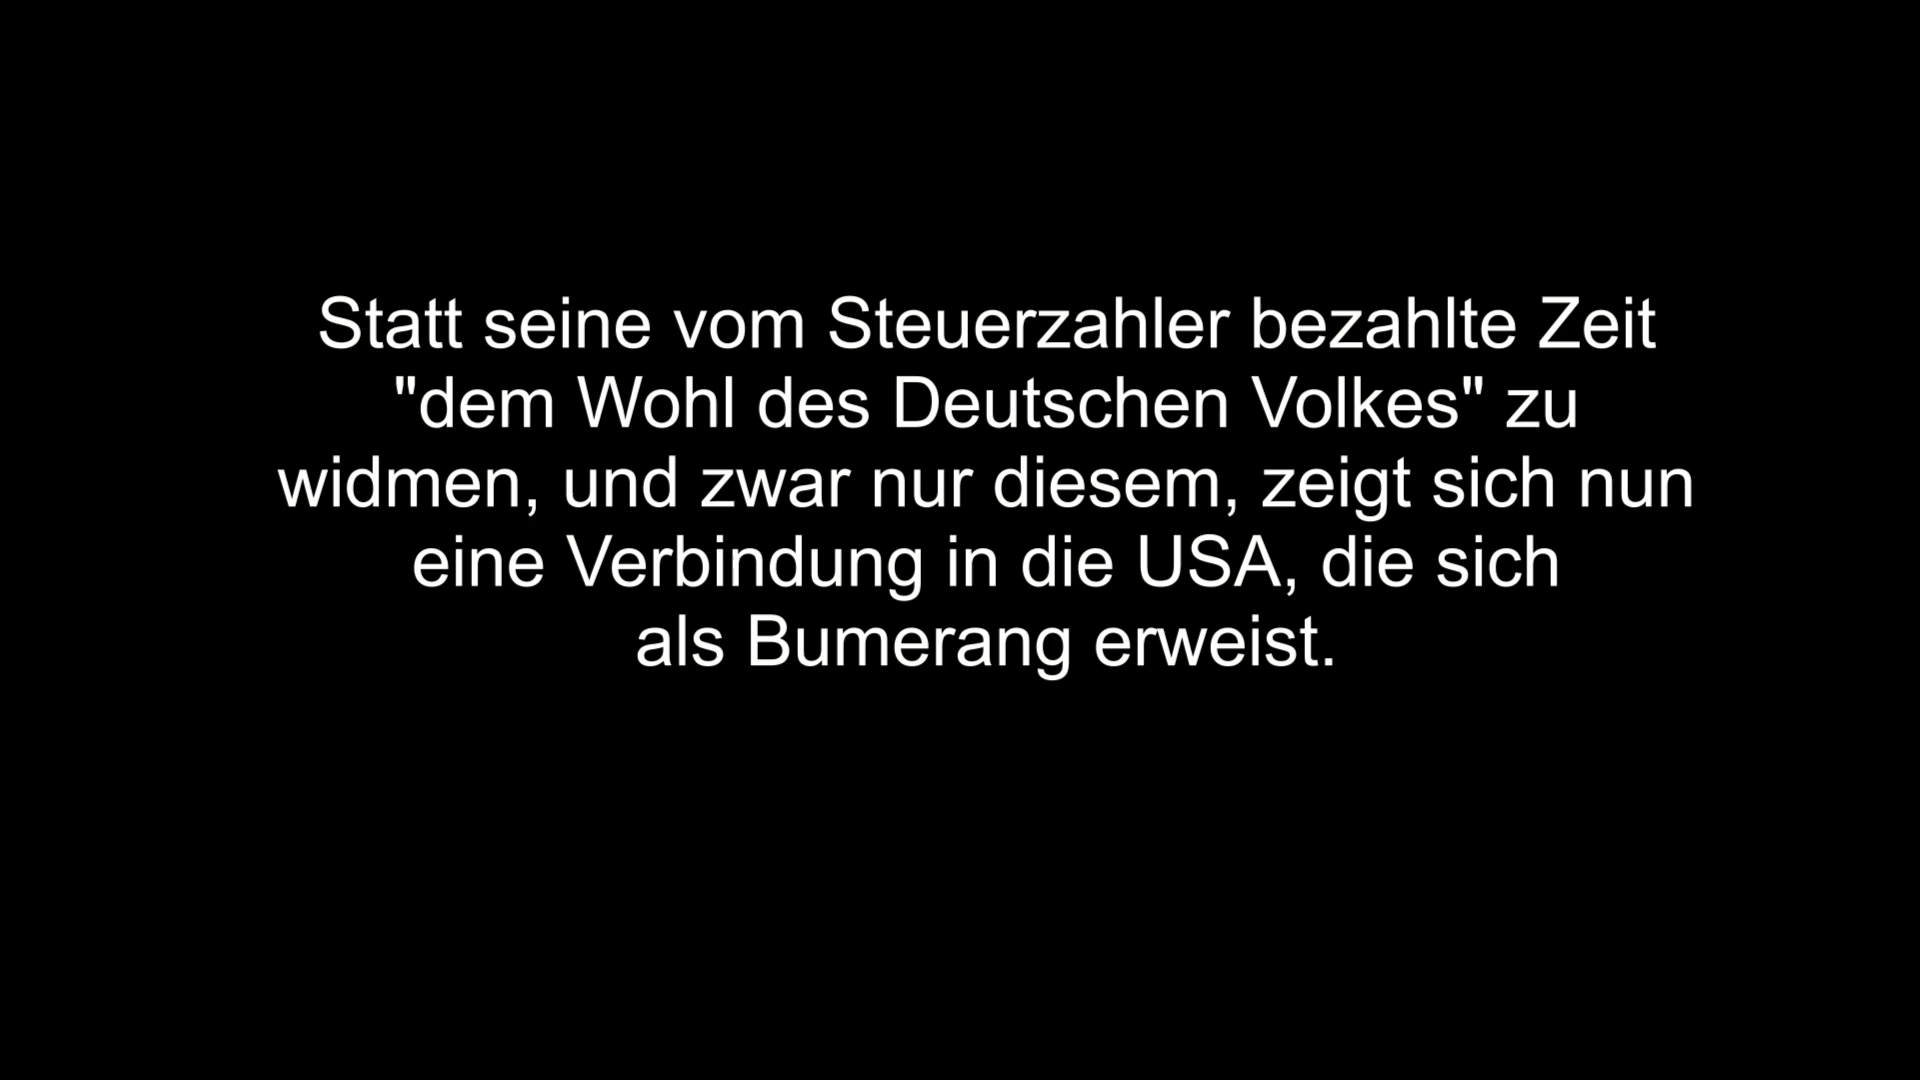 Statt seine vom Steuerzahler bezahlte Zeit
"dem Wohl des Deutschen Volkes" zu
widmen, und zwar nur diesem, zeigt sich nun
eine Verbindung in die USA, die sich
als Bumerang erweist.